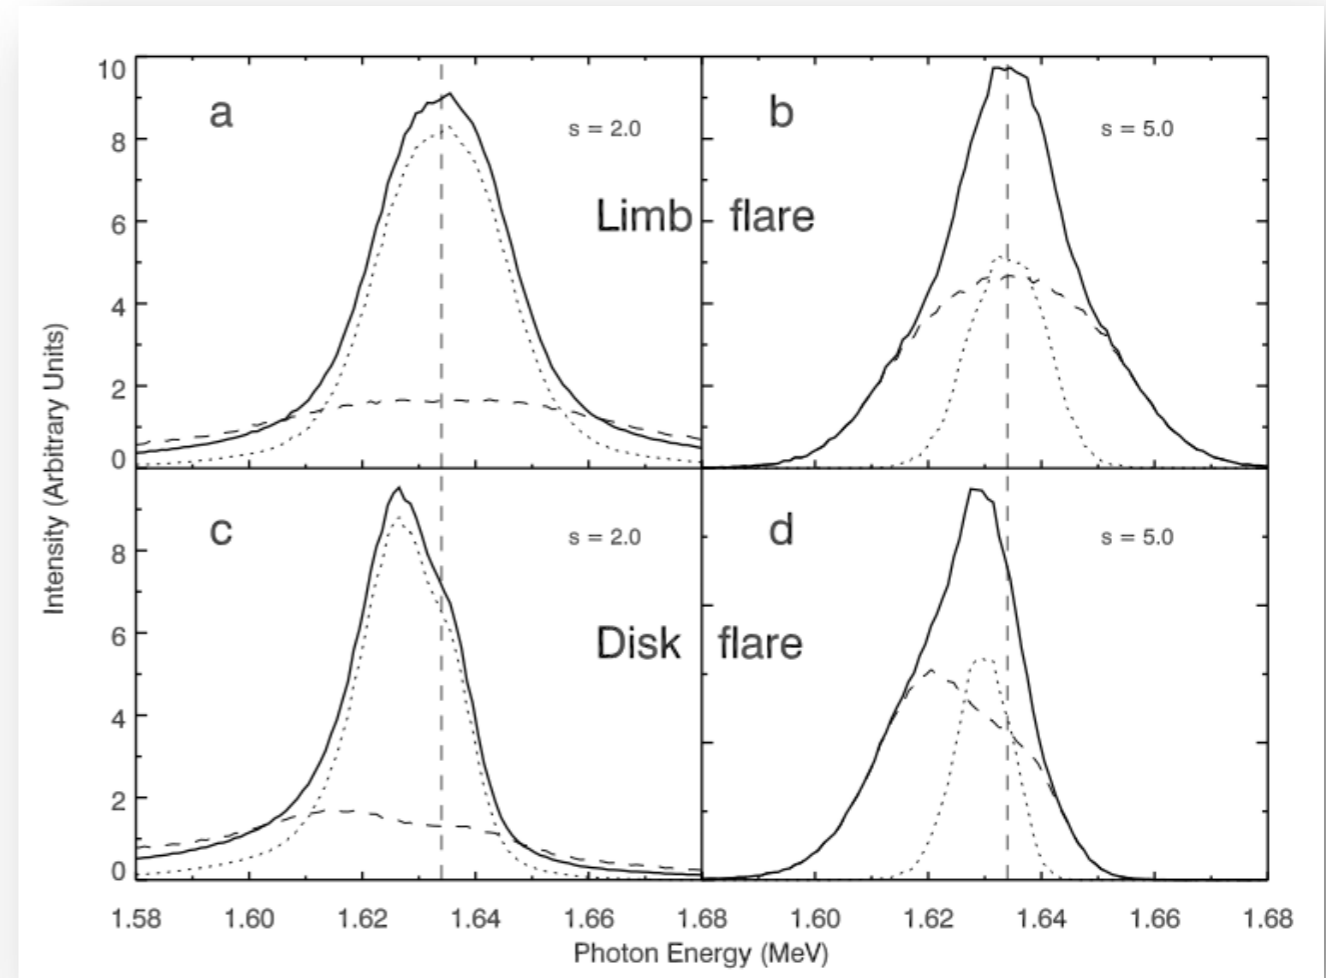 10
8
6
4
2
0
a
s = 2.0
b
s = 5.0
Limb flare
8
6
4
2
0
c
s = 2.0
d
s = 5.0
Disk flare
1.58 1.60 1.62 1.64 1.66 1.68 1.60 1.62 1.64 1.66 1.68
Photon Energy (MeV)
Intensity (Arbitrary Units)